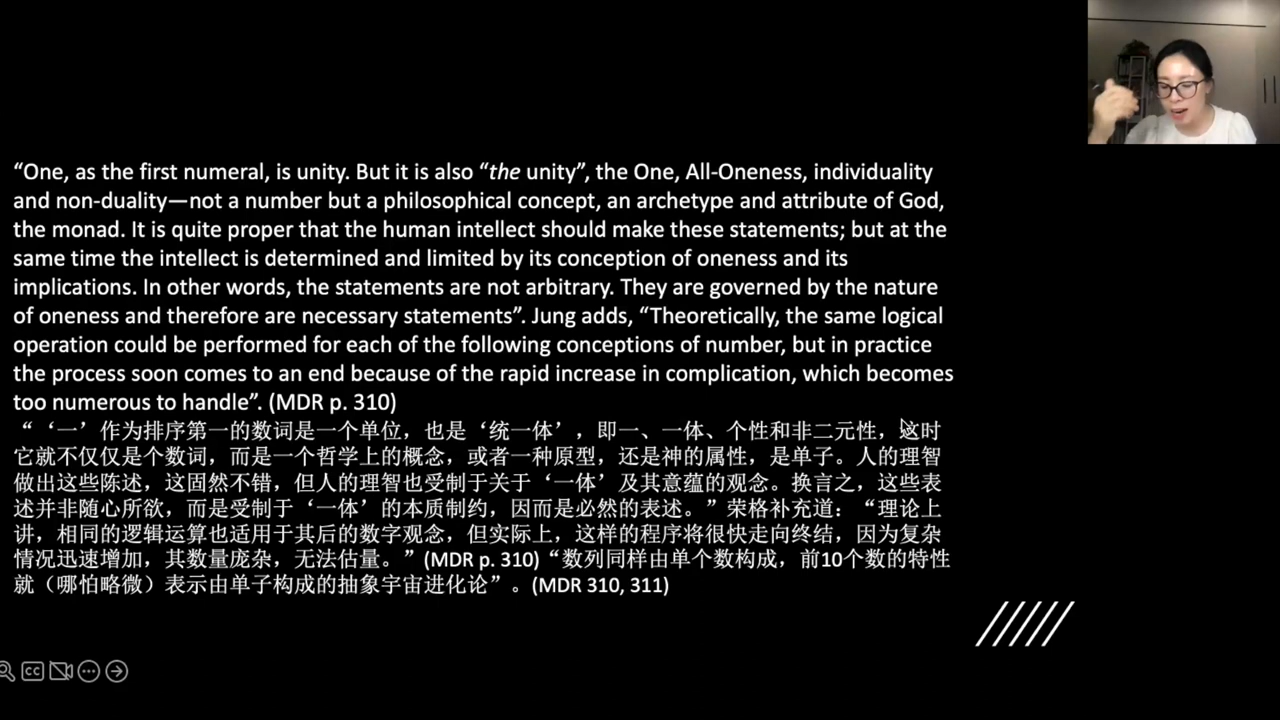 “One, as the first numeral, is unity. But it is also “the unity”, the One, All-Oneness, individuality
and non-duality—not a number but a philosophical concept, an archetype and attribute of God,
the monad. It is quite proper that the human intellect should make these statements; but at the
same time the intellect is determined and limited by its conception of oneness and its
implications. In other words, the statements are not arbitrary. They are governed by the nature
of oneness and therefore are necessary statements”. Jung adds, “Theoretically, the same logical
operation could be performed for each of the following conceptions of number, but in practice
the process soon comes to an end because of the rapid increase in complication, which becomes
too numerous to handle”. (MDR p. 310)
“ ‘一’作为排序第一的数词是一个单位，也是‘统一体’，即一、一体、个性和非二元性，这时
它就不仅仅是个数词，而是一个哲学上的概念，或者一种原型，还是神的属性，是单子。人的理智
做出这些陈述，这固然不错，但人的理智也受制于关于‘一体’及其意蕴的观念。换言之，这些表
述并非随心所欲，而是受制于‘一体’的本质制约，因而是必然的表述。”荣格补充道：“理论上
讲，相同的逻辑运算也适用于其后的数字观念，但实际上，这样的程序将很快走向终结，因为复杂
情况迅速增加，其数量庞杂，无法估量。”(MDR p. 310)“数列同样由单个数构成，前10个数的特性
就（哪怕略微）表示由单子构成的抽象宇宙进化论”。(MDR 310, 311)
CC